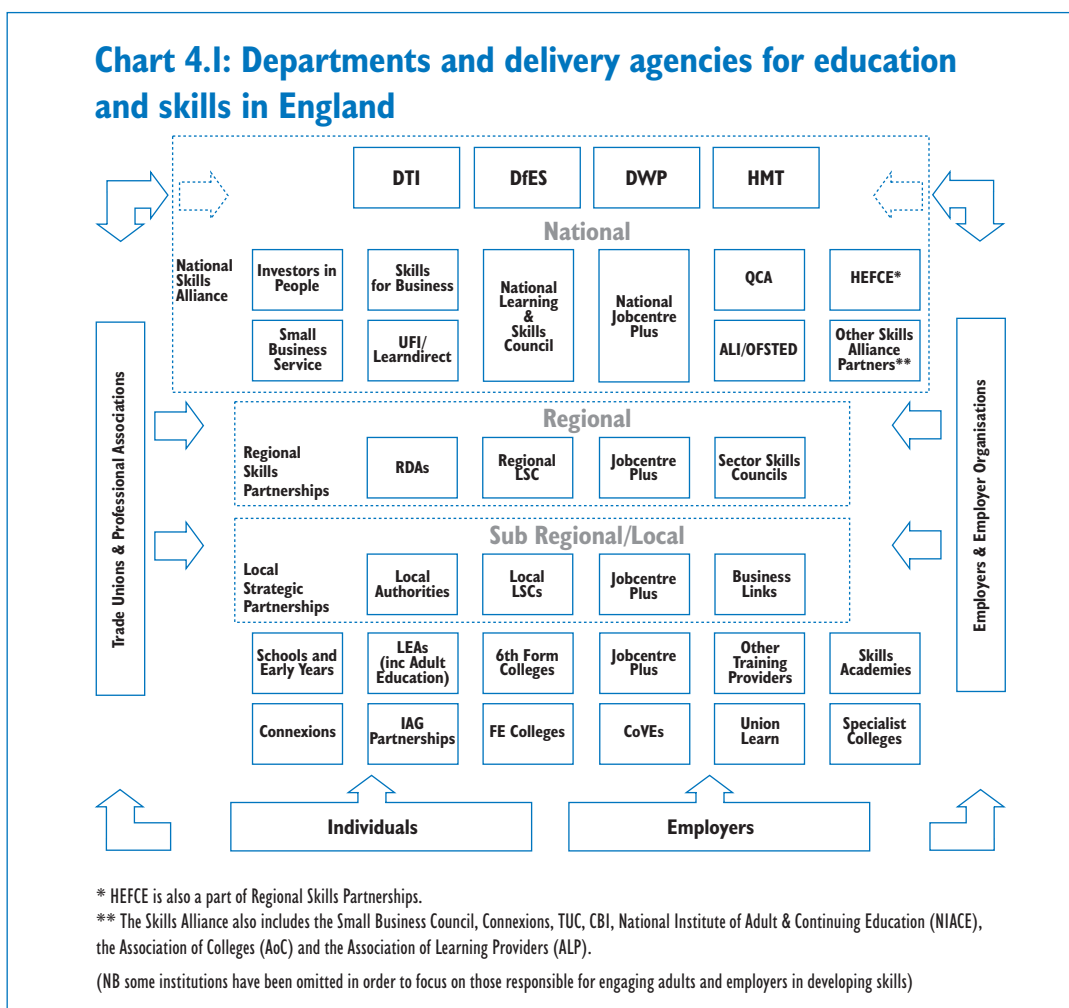 Chart 4.1: Departments and delivery agencies for education
and skills in England
DTI
DfES
DWP
HMT
National
National
Skills
Alliance
Investors in
People
Skills
for Business
National
Learning
&
Skills
Council
National
Jobcentre
Plus
QCA
HEFCE*
Small
Business
Service
UFI/
Learndirect
ALI/OFSTED
Other Skills
Alliance
Partners**
Trade Unions & Professional Associations
Employers & Employer Organisations
Regional
Regional
Skills
Partnerships
RDAs
Regional
LSC
Jobcentre
Plus
Sector Skills
Councils
Sub Regional/Local
Local
Strategic
Partnerships
Local
Authorities
Local
LSCs
Jobcentre
Plus
Business
Links
Schools and
Early Years
LEAs
(inc Adult
Education)
6th Form
Colleges
Jobcentre
Plus
Other
Training
Providers
Skills
Academies
Connexions
IAG
Partnerships
FE Colleges
CoVEs
Union
Learn
Specialist
Colleges
Individuals
Employers
* HEFCE is also a part of Regional Skills Partnerships.
** The Skills Alliance also includes the Small Business Council, Connexions, TUC, CBI, National Institute of Adult & Continuing Education (NIACE),
the Association of Colleges (AoC) and the Association of Learning Providers (ALP).
(NB some institutions have been omitted in order to focus on those responsible for engaging adults and employers in developing skills)